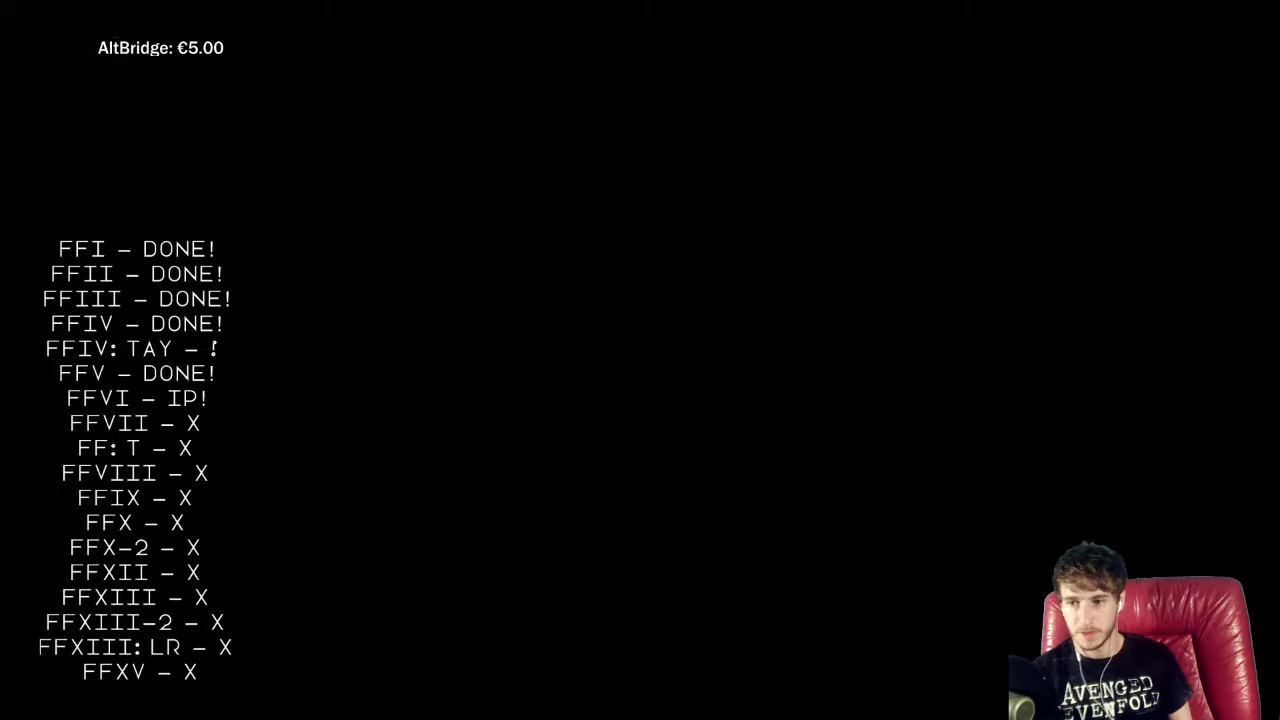 AltBridge: €5.00
FFI - DONE!
FFII - DONE!
FFIII - DONE!
FFIV - DONE!
FFIV: TAY - !
FFV - DONE!
FFVI - IP!
FFVII - X
FF: T - X
FFVIII - X
FFIX - X
FFX - X
FFX-2 - X
FFXII - X
FFXIII - X
FFXIII-2 - X
FFXIII: LR - X
FFXV - X
AVENGED
SEVENFOLD